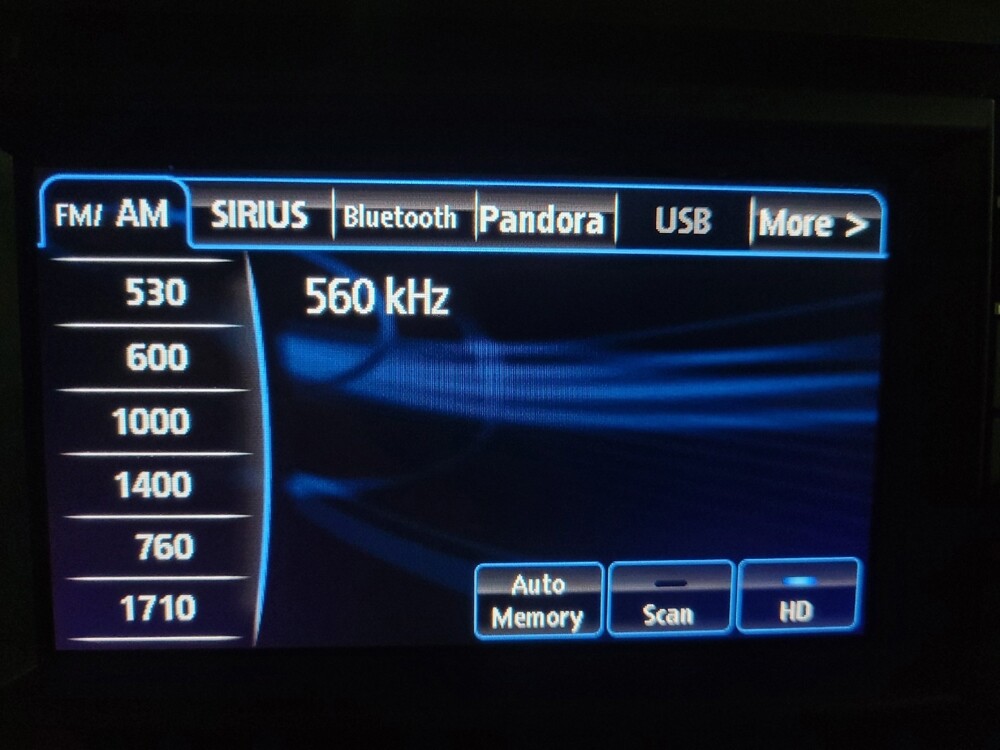 FM/ AM SIRIUS Bluetooth Pandora USB More >
530
560 kHz
600
1000
1400
760
1710
Auto
Memory
Scan
HD